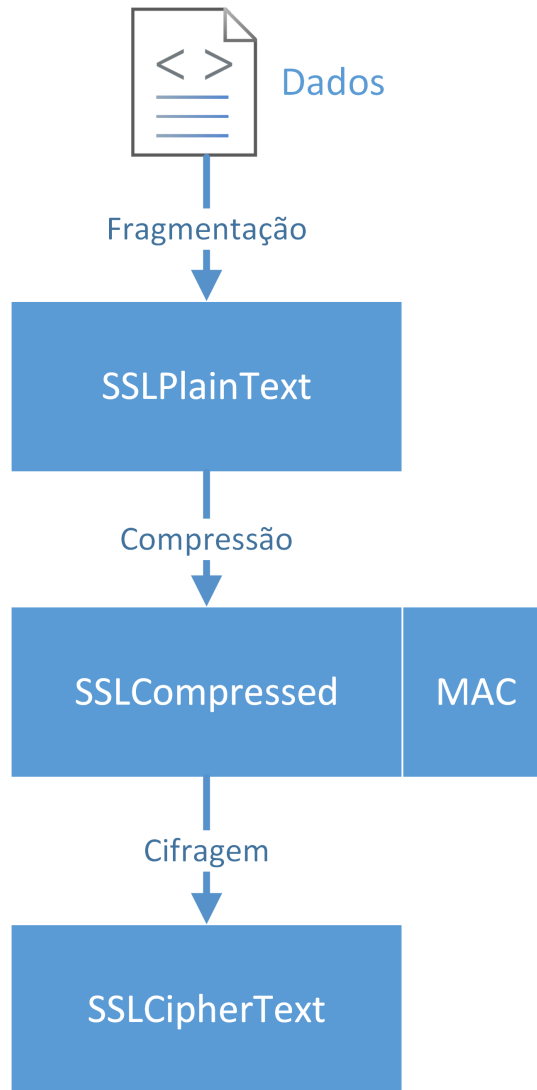 < >
Dados
Fragmentação
SSLPlainText
Compressão
SSLCompressed
MAC
Cifragem
SSLCipherText